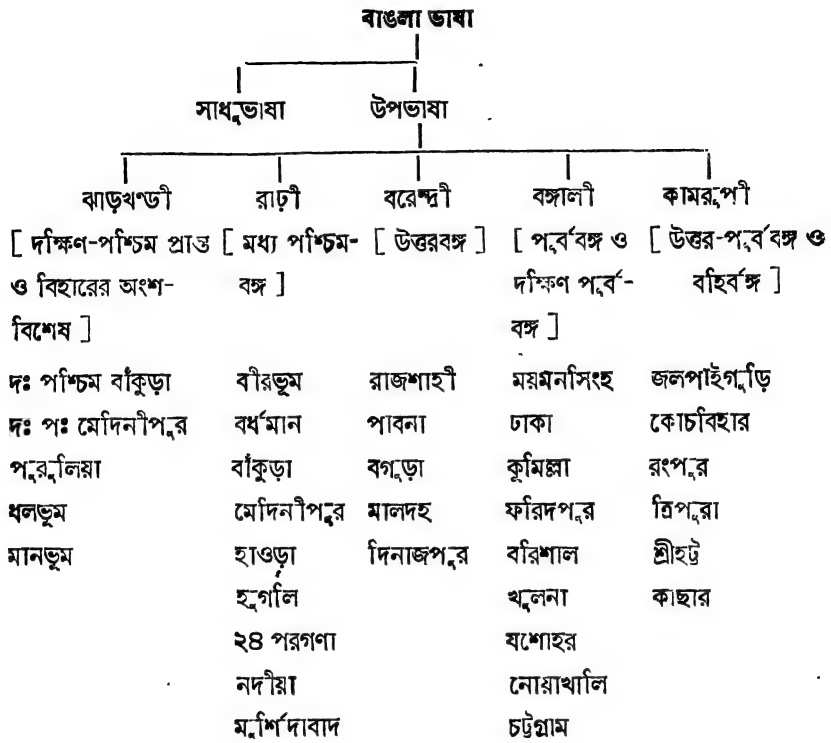 বাঙলা ভাষা
সাধুভাষা উপভাষা
ঝাড়খণ্ডী রাঢ়ী বরেন্দ্রী বঙ্গালী কামরূপী
[ দক্ষিণ-পশ্চিম প্রান্ত [ মধ্য পশ্চিম- [ উত্তরবঙ্গ ] [ পূর্ববঙ্গ ও [ উত্তর-পূর্ব বঙ্গ ও
ও বিহারের অংশ- বঙ্গ ] দক্ষিণ পূর্ব- বহির্বঙ্গ ]
বিশেষ ] বঙ্গ ]
দঃ পশ্চিম বাঁকুড়া বীরভূম রাজশাহী ময়মনসিংহ জলপাইগুড়ি
দঃ পঃ মেদিনীপুর বর্ধমান পাবনা ঢাকা কোচবিহার
পুরুলিয়া বাঁকুড়া বগুড়া কুমিল্লা রংপুর
ধলভূম মেদিনীপুর মালদহ ফরিদপুর ত্রিপুরা
মানভূম হাওড়া দিনাজপুর বরিশাল শ্রীহট্ট
হুগলি খুলনা কাছার
২৪ পরগণা যশোহর
নদীয়া নোয়াখালি
মুর্শিদাবাদ চট্টগ্রাম